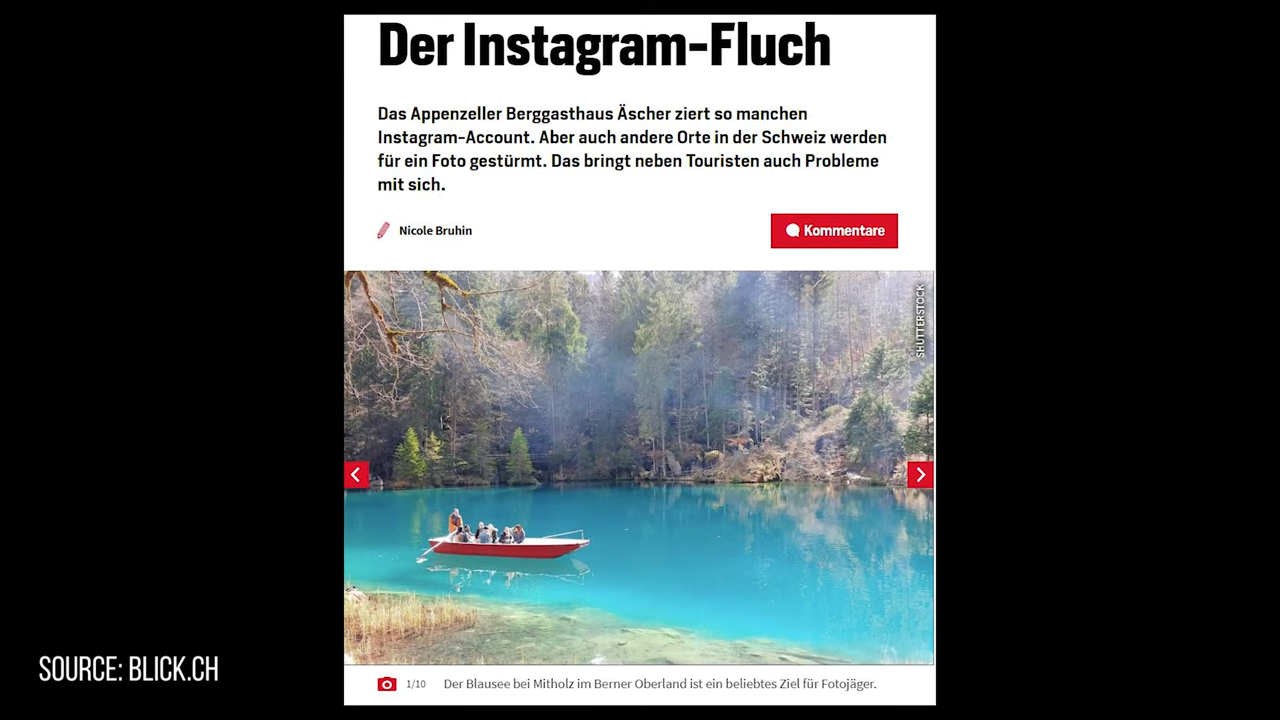 Der Instagram-Fluch
Das Appenzeller Berggasthaus Äscher ziert so manchen
Instagram-Account. Aber auch andere Orte in der Schweiz werden
für ein Foto gestürmt. Das bringt neben Touristen auch Probleme
mit sich.
Nicole Bruhin
Kommentare
SHUTTERSTOCK
SOURCE: BLICK.CH
1/10
Der Blausee bei Mitholz im Berner Oberland ist ein beliebtes Ziel für Fotojäger.